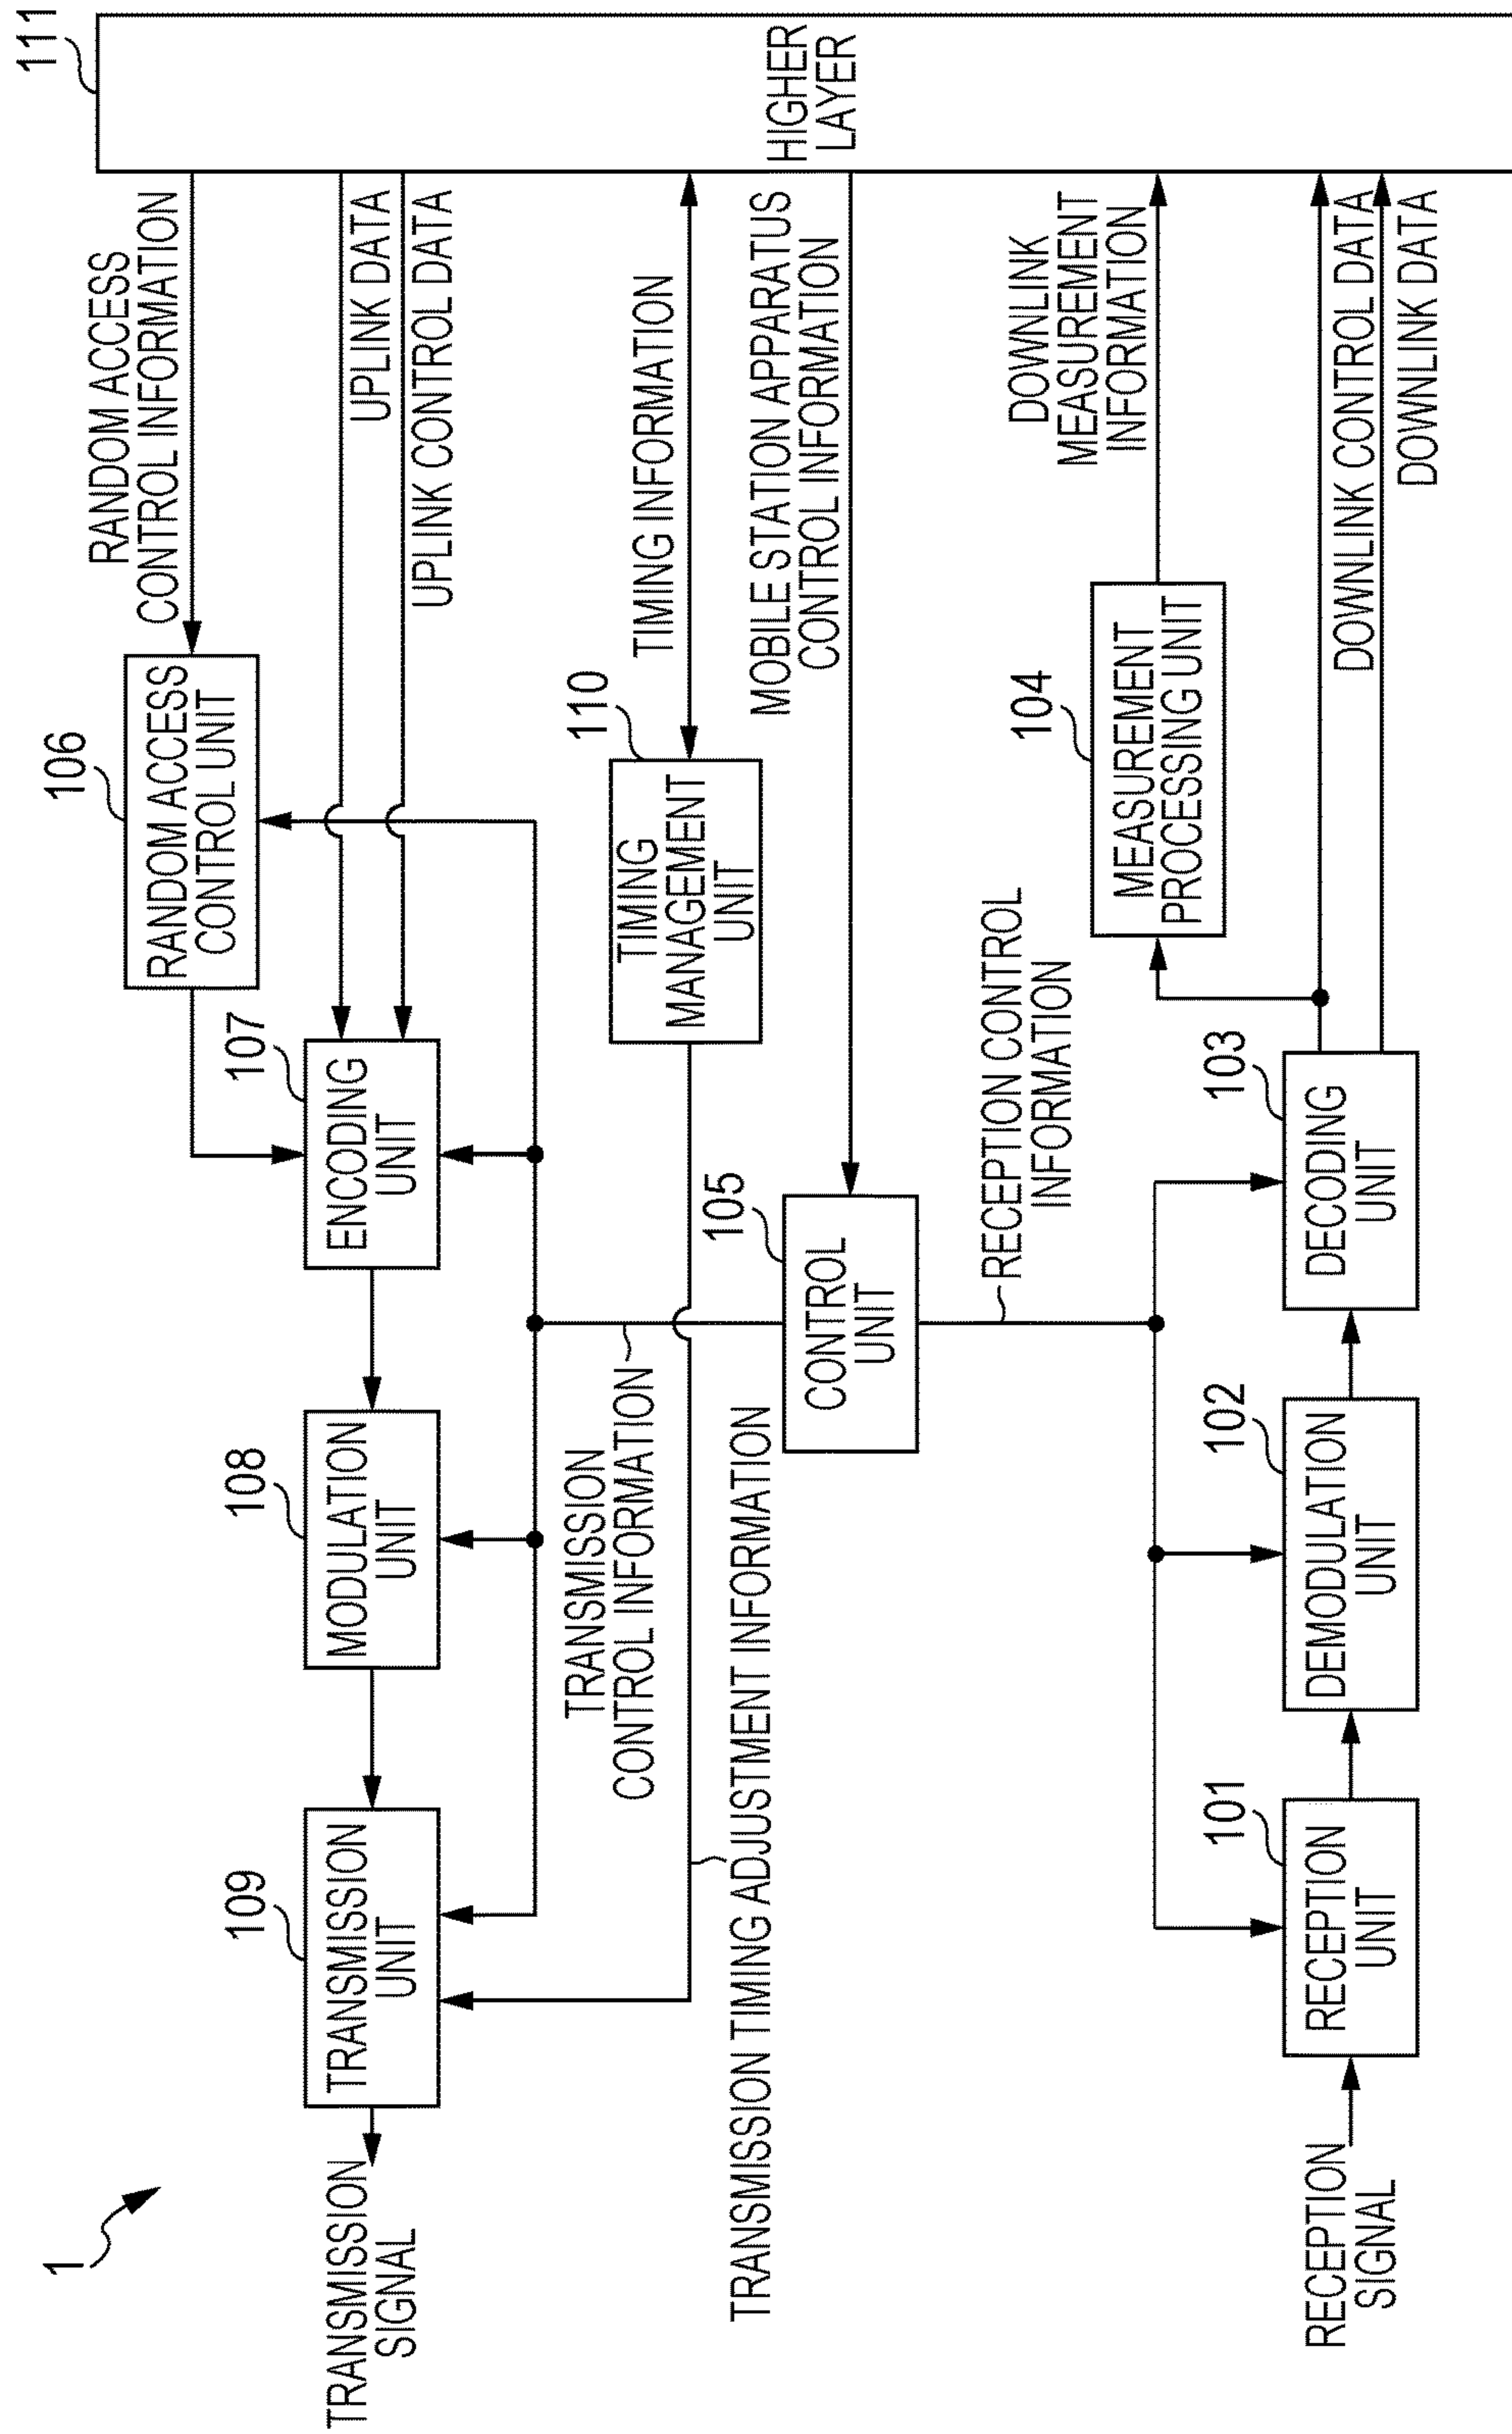 1
111
HIGHER
LAYER
RANDOM ACCESS
CONTROL INFORMATION
UPLINK DATA
UPLINK CONTROL DATA
106
RANDOM ACCESS
CONTROL UNIT
107
ENCODING
UNIT
108
MODULATION
UNIT
109
TRANSMISSION
UNIT
TRANSMISSION
SIGNAL
TIMING INFORMATION
110
TIMING
MANAGEMENT
UNIT
TRANSMISSION
CONTROL INFORMATION
TRANSMISSION TIMING ADJUSTMENT INFORMATION
MOBILE STATION APPARATUS
CONTROL INFORMATION
105
CONTROL
UNIT
RECEPTION CONTROL
INFORMATION
DOWNLINK
MEASUREMENT
INFORMATION
104
MEASUREMENT
PROCESSING UNIT
DOWNLINK CONTROL DATA
DOWNLINK DATA
103
DECODING
UNIT
102
DEMODULATION
UNIT
101
RECEPTION
UNIT
RECEPTION
SIGNAL